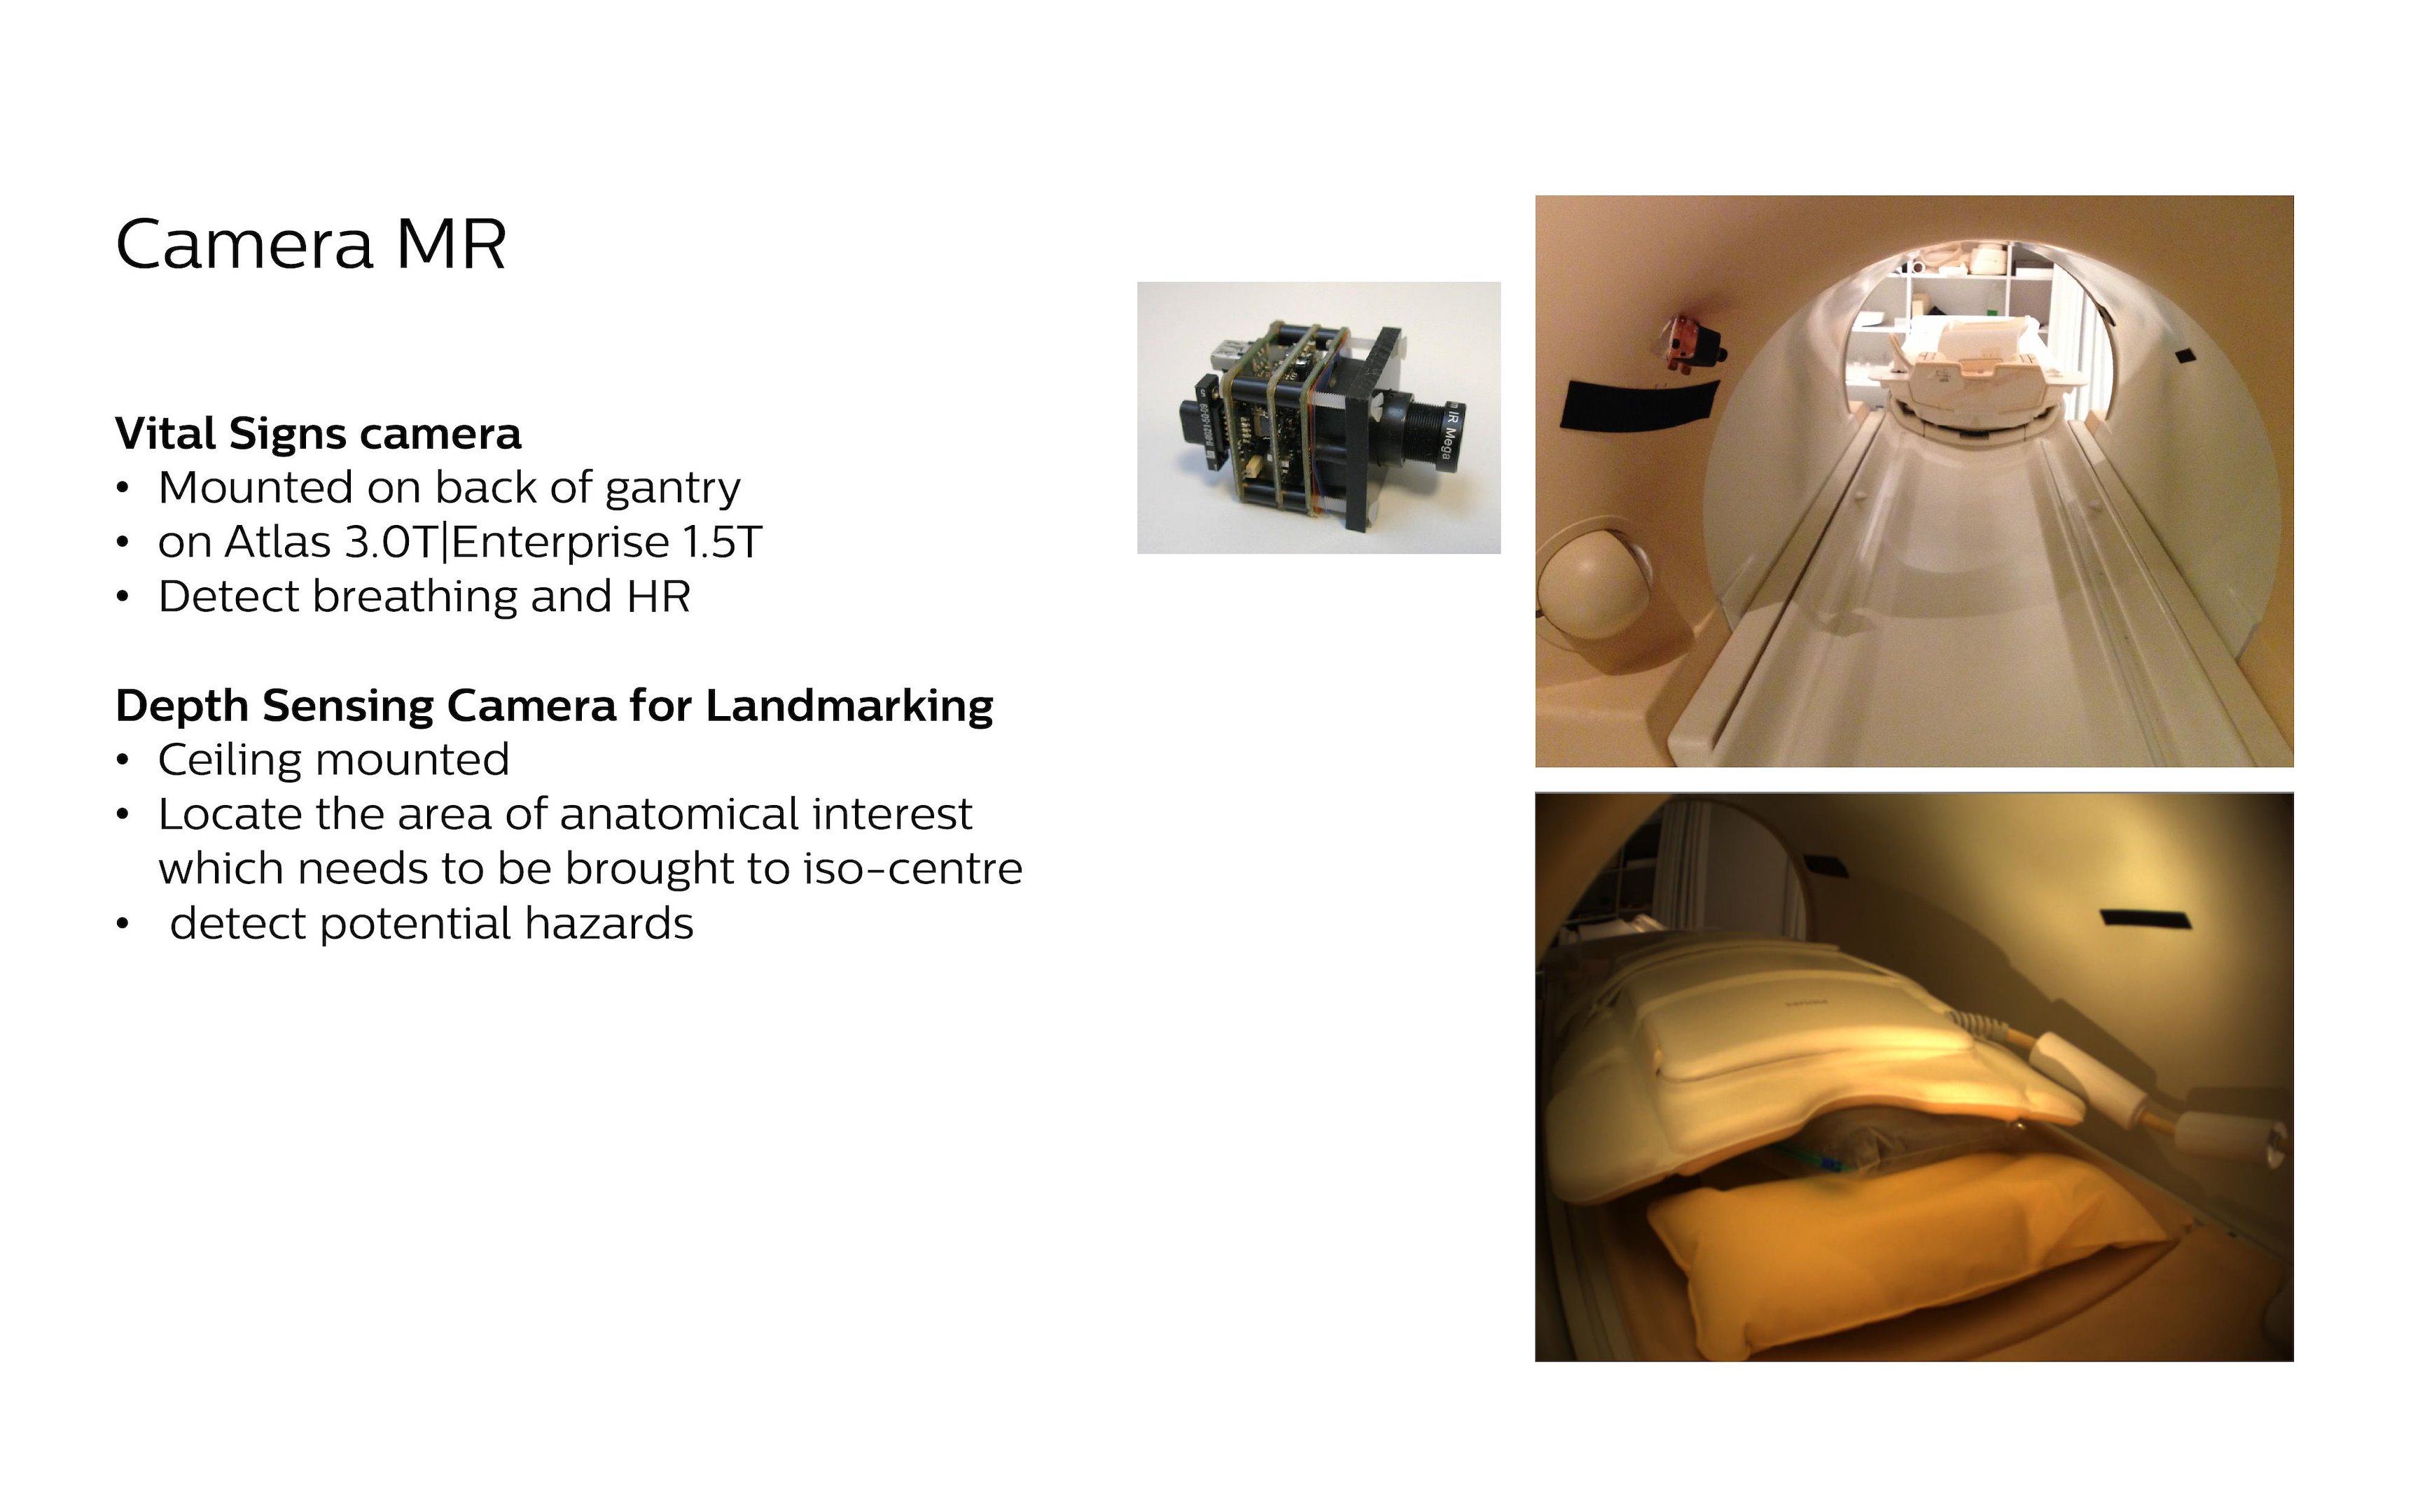 Camera MR
Vital Signs camera
• Mounted on back of gantry
• on Atlas 3.0T|Enterprise 1.5T
• Detect breathing and HR
Depth Sensing Camera for Landmarking
• Ceiling mounted
• Locate the area of anatomical interest
which needs to be brought to iso-centre
• detect potential hazards
IR Mega